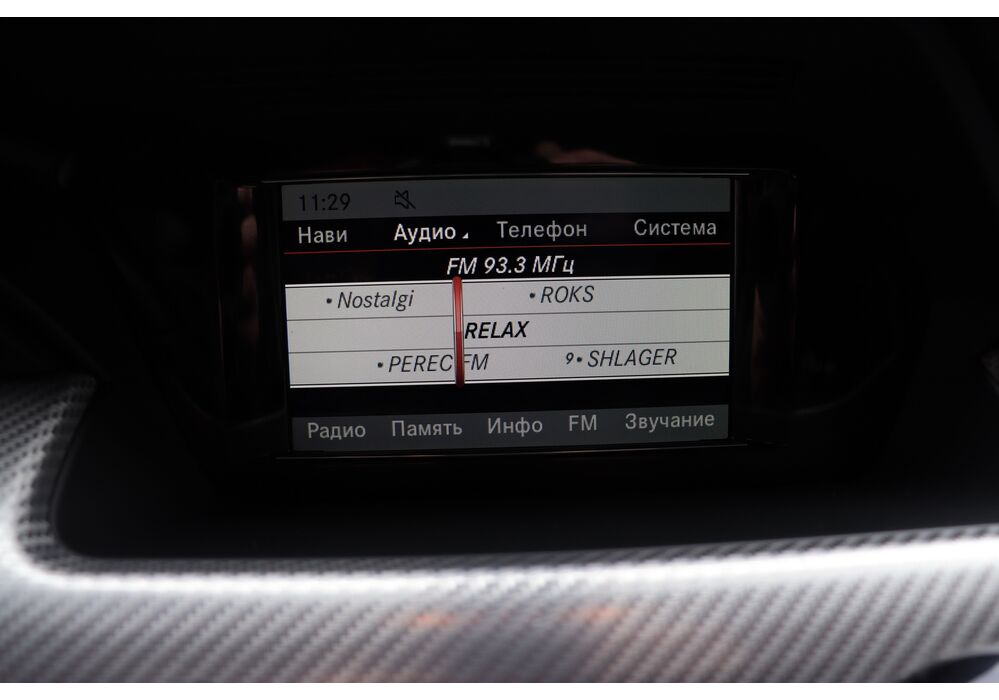 11:29
Нави Аудио Телефон Система
FM 93.3 МГц
• Nostalgi • ROKS
RELAX
• PEREC FM 9• SHLAGER
Радио Память Инфо FM Звучание